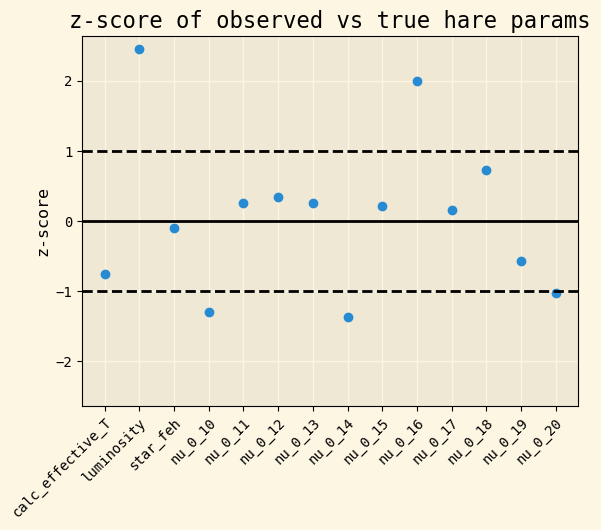 z-score of observed vs true hare params
z-score
2
1
0
−1
−2
calc_effective_T
luminosity
star_feh
nu_0_10
nu_0_11
nu_0_12
nu_0_13
nu_0_14
nu_0_15
nu_0_16
nu_0_17
nu_0_18
nu_0_19
nu_0_20